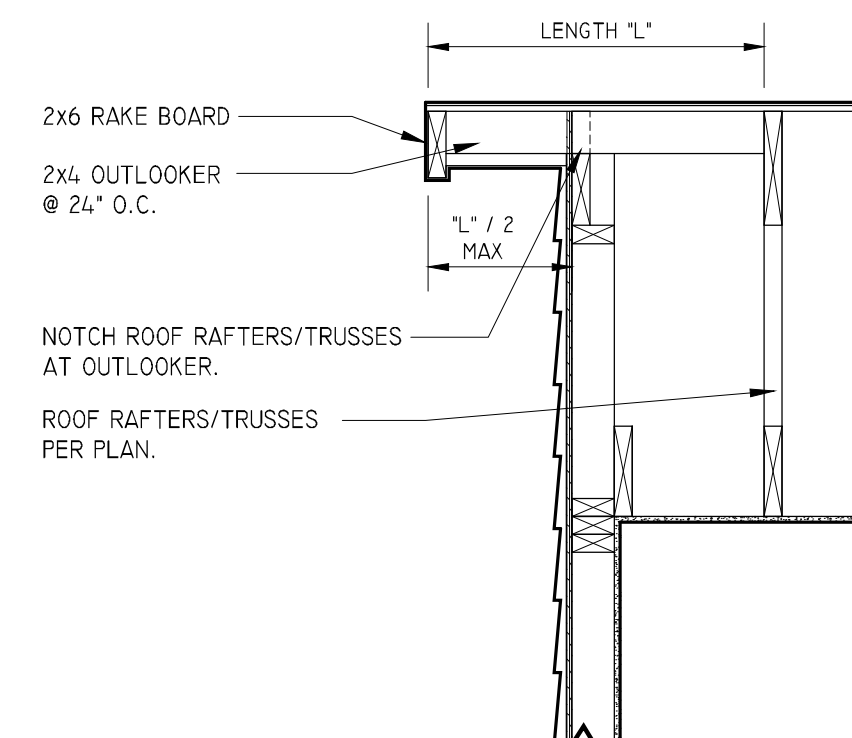 LENGTH "L"
2x6 RAKE BOARD
2x4 OUTLOOKER
@ 24" O.C.
"L" / 2
MAX
NOTCH ROOF RAFTERS/TRUSSES
AT OUTLOOKER.
ROOF RAFTERS/TRUSSES
PER PLAN.